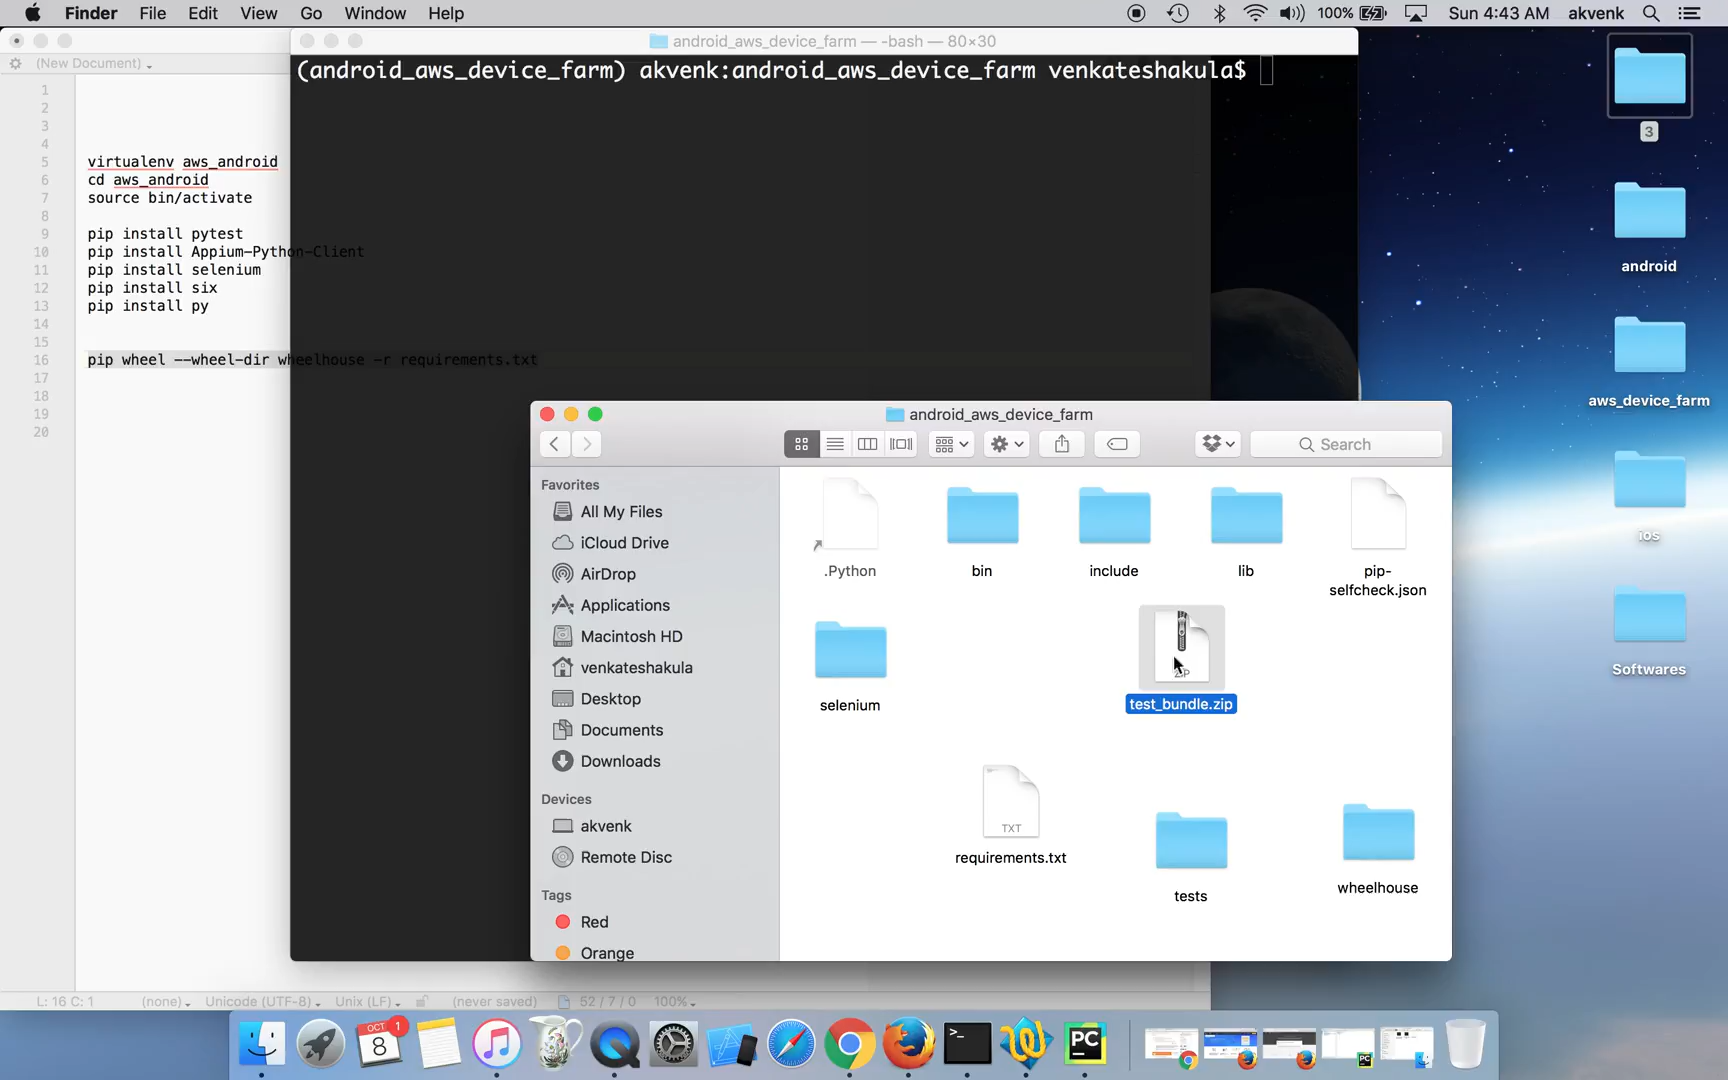 Finder File Edit View Go Window Help
100% Sun 4:43 AM akvenk
(New Document)
android_aws_device_farm — -bash — 80×30
(android_aws_device_farm) akvenk:android_aws_device_farm venkateshakula$
1
2
3
4
5 virtualenv aws_android
6 cd aws_android
7 source bin/activate
8
9 pip install pytest
10 pip install Appium-Python-Client
11 pip install selenium
12 pip install six
13 pip install py
14
15
16 pip wheel --wheel-dir wheelhouse -r requirements.txt
17
18
19
20
L: 16 C: 1 (none) Unicode (UTF-8) Unix (LF) (never saved) 52 / 7 / 0 100%
android_aws_device_farm
Search
Favorites
All My Files
iCloud Drive
AirDrop
Applications
Macintosh HD
venkateshakula
Desktop
Documents
Downloads
Devices
akvenk
Remote Disc
Tags
Red
Orange
.Python
bin
include
lib
pip-
selfcheck.json
selenium
ZIP
test_bundle.zip
TXT
requirements.txt
tests
wheelhouse
3
android
aws_device_farm
ios
Softwares
OCT
8
1
>_
PC